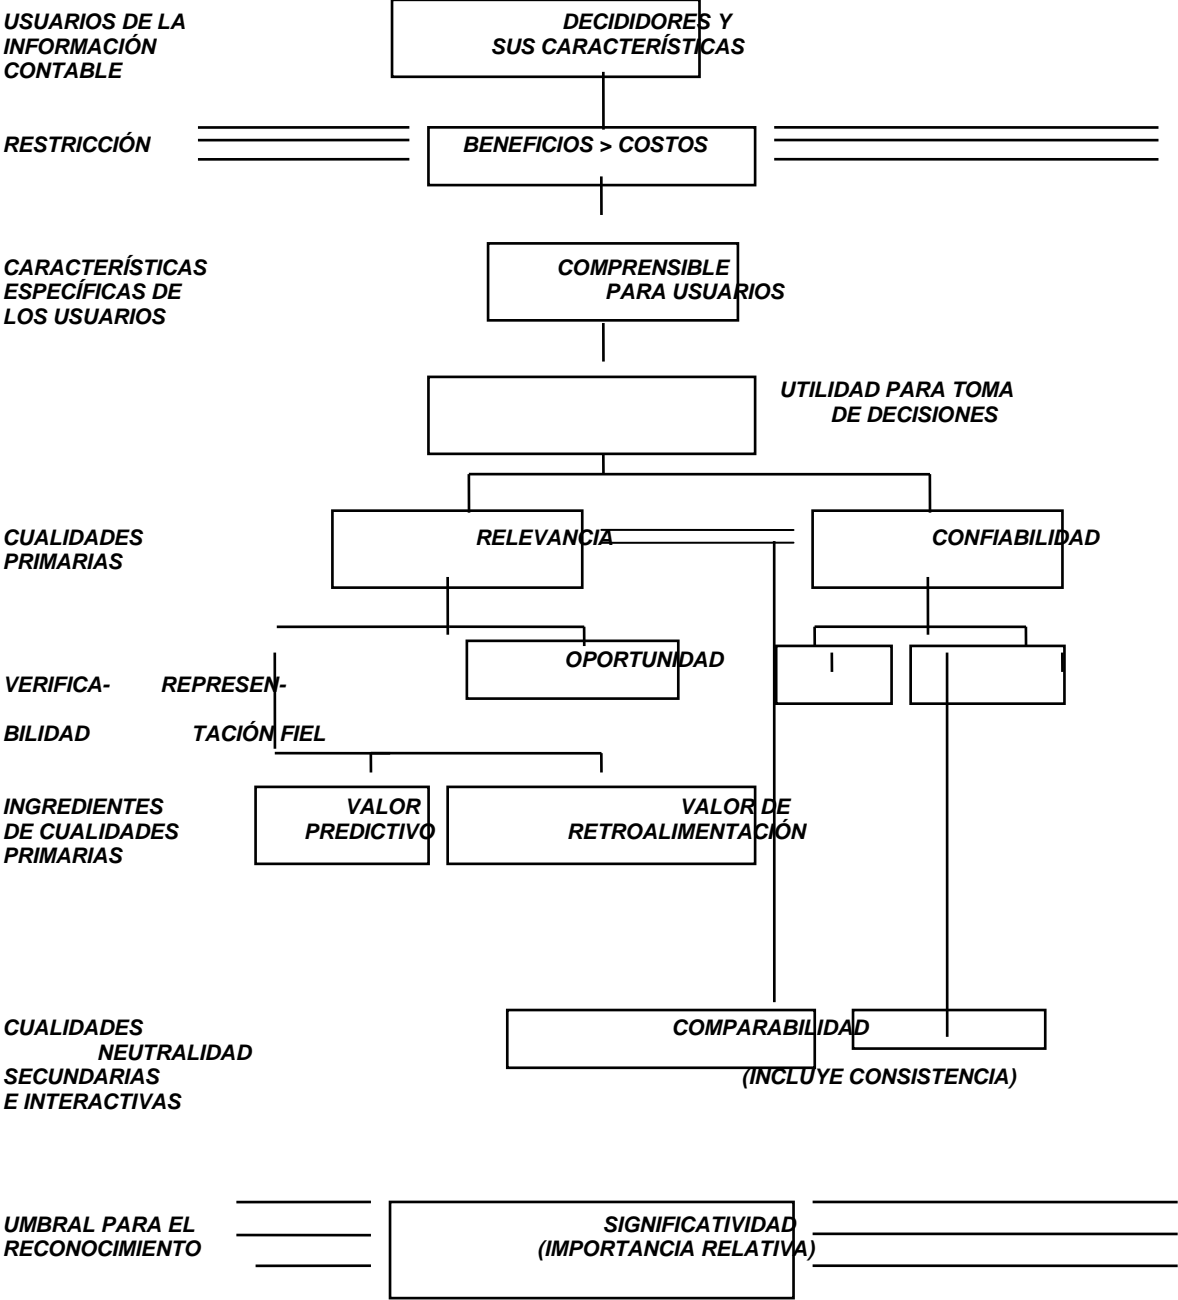 USUARIOS DE LA
INFORMACIÓN
CONTABLE
DECIDIDORES Y
SUS CARACTERÍSTICAS
RESTRICCIÓN
BENEFICIOS > COSTOS
CARACTERÍSTICAS
ESPECÍFICAS DE
LOS USUARIOS
COMPRENSIBLE
PARA USUARIOS
UTILIDAD PARA TOMA
DE DECISIONES
CUALIDADES
PRIMARIAS
RELEVANCIA
CONFIABILIDAD
OPORTUNIDAD
VERIFICA- REPRESEN-
BILIDAD TACIÓN FIEL
INGREDIENTES
DE CUALIDADES
PRIMARIAS
VALOR
PREDICTIVO
VALOR DE
RETROALIMENTACIÓN
CUALIDADES
NEUTRALIDAD
SECUNDARIAS
E INTERACTIVAS
COMPARABILIDAD
(INCLUYE CONSISTENCIA)
UMBRAL PARA EL
RECONOCIMIENTO
SIGNIFICATIVIDAD
(IMPORTANCIA RELATIVA)